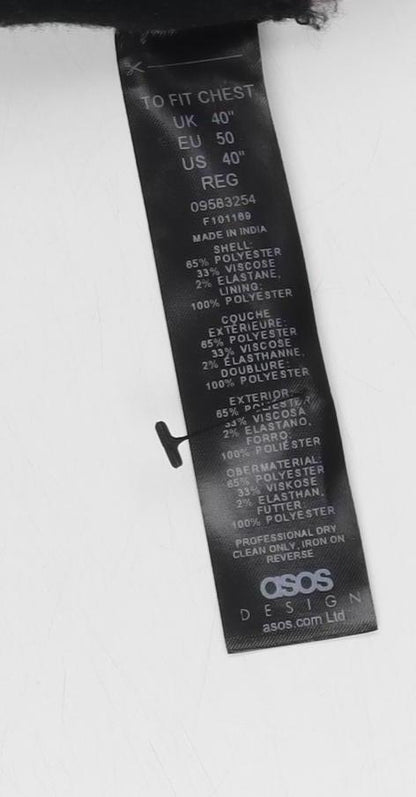 TO FIT CHEST
UK 40"
EU 50
US 40"
REG
09583254
F101189
MADE IN INDIA
SHELL:
65% POLYESTER
33% VISCOSE
2% ELASTANE,
LINING:
100% POLYESTER
COUCHE
EXTÉRIEURE:
65% POLYESTER
33% VISCOSE
2% ÉLASTHANNE,
DOUBLURE:
100% POLYESTER
EXTERIOR:
65% POLIÉSTER
33% VISCOSA
2% ELASTANO,
FORRO:
100% POLIÉSTER
OBERMATERIAL:
65% POLYESTER
33% VISKOSE
2% ELASTHAN,
FUTTER:
100% POLYESTER
PROFESSIONAL DRY
CLEAN ONLY, IRON ON
REVERSE
asos
DESIGN
asos.com Ltd